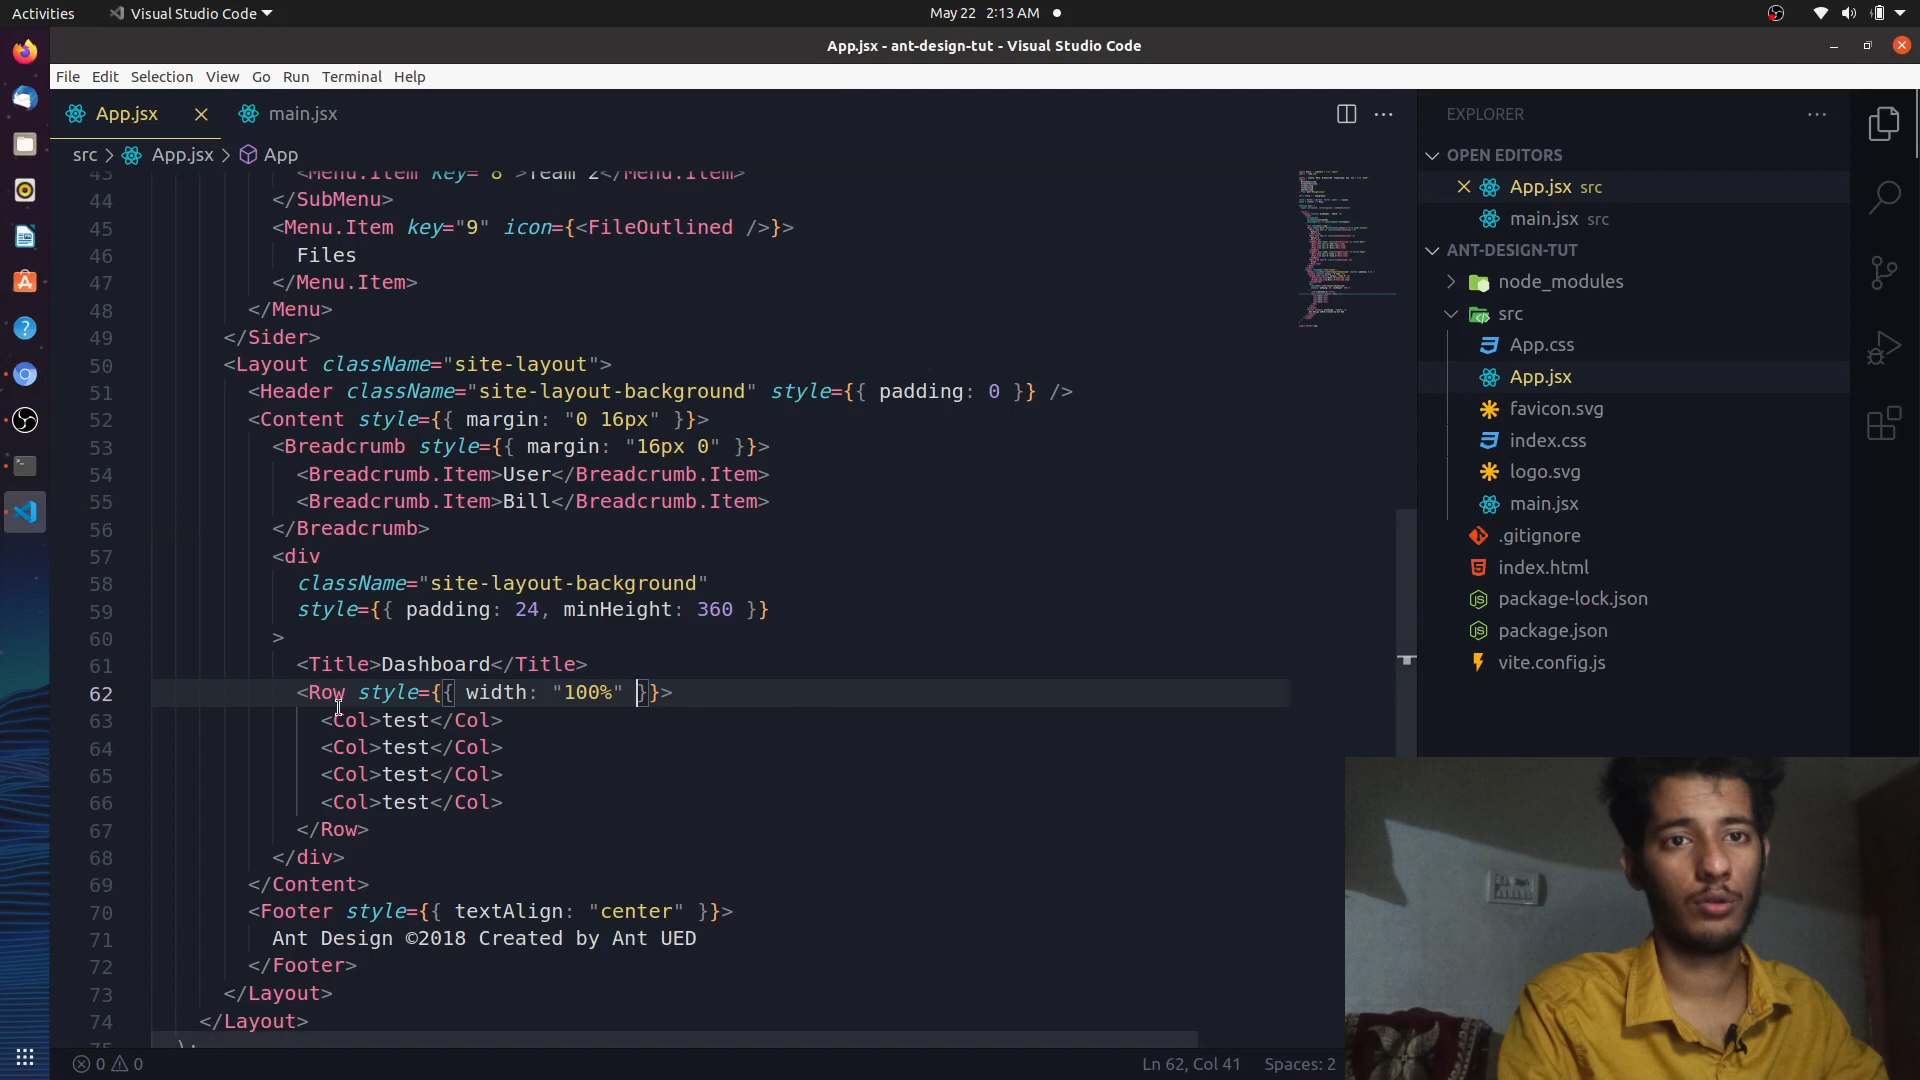 Activities
Visual Studio Code
May 22 2:13 AM
App.jsx - ant-design-tut - Visual Studio Code
File Edit Selection View Go Run Terminal Help
App.jsx
main.jsx
src > App.jsx > App
43 <Menu.Item key="8">Team 2</Menu.Item>
44 </SubMenu>
45 <Menu.Item key="9" icon={<FileOutlined />}>
46 Files
47 </Menu.Item>
48 </Menu>
49 </Sider>
50 <Layout className="site-layout">
51 <Header className="site-layout-background" style={{ padding: 0 }} />
52 <Content style={{ margin: "0 16px" }}>
53 <Breadcrumb style={{ margin: "16px 0" }}>
54 <Breadcrumb.Item>User</Breadcrumb.Item>
55 <Breadcrumb.Item>Bill</Breadcrumb.Item>
56 </Breadcrumb>
57 <div
58 className="site-layout-background"
59 style={{ padding: 24, minHeight: 360 }}
60 >
61 <Title>Dashboard</Title>
62 <Row style={{ width: "100%" }}>
63 <Col>test</Col>
64 <Col>test</Col>
65 <Col>test</Col>
66 <Col>test</Col>
67 </Row>
68 </div>
69 </Content>
70 <Footer style={{ textAlign: "center" }}>
71 Ant Design ©2018 Created by Ant UED
72 </Footer>
73 </Layout>
74 </Layout>
75 );
0 0
Ln 62, Col 41
Spaces: 2
EXPLORER
OPEN EDITORS
App.jsx src
main.jsx src
ANT-DESIGN-TUT
node_modules
src
App.css
App.jsx
favicon.svg
index.css
logo.svg
main.jsx
.gitignore
index.html
package-lock.json
package.json
vite.config.js